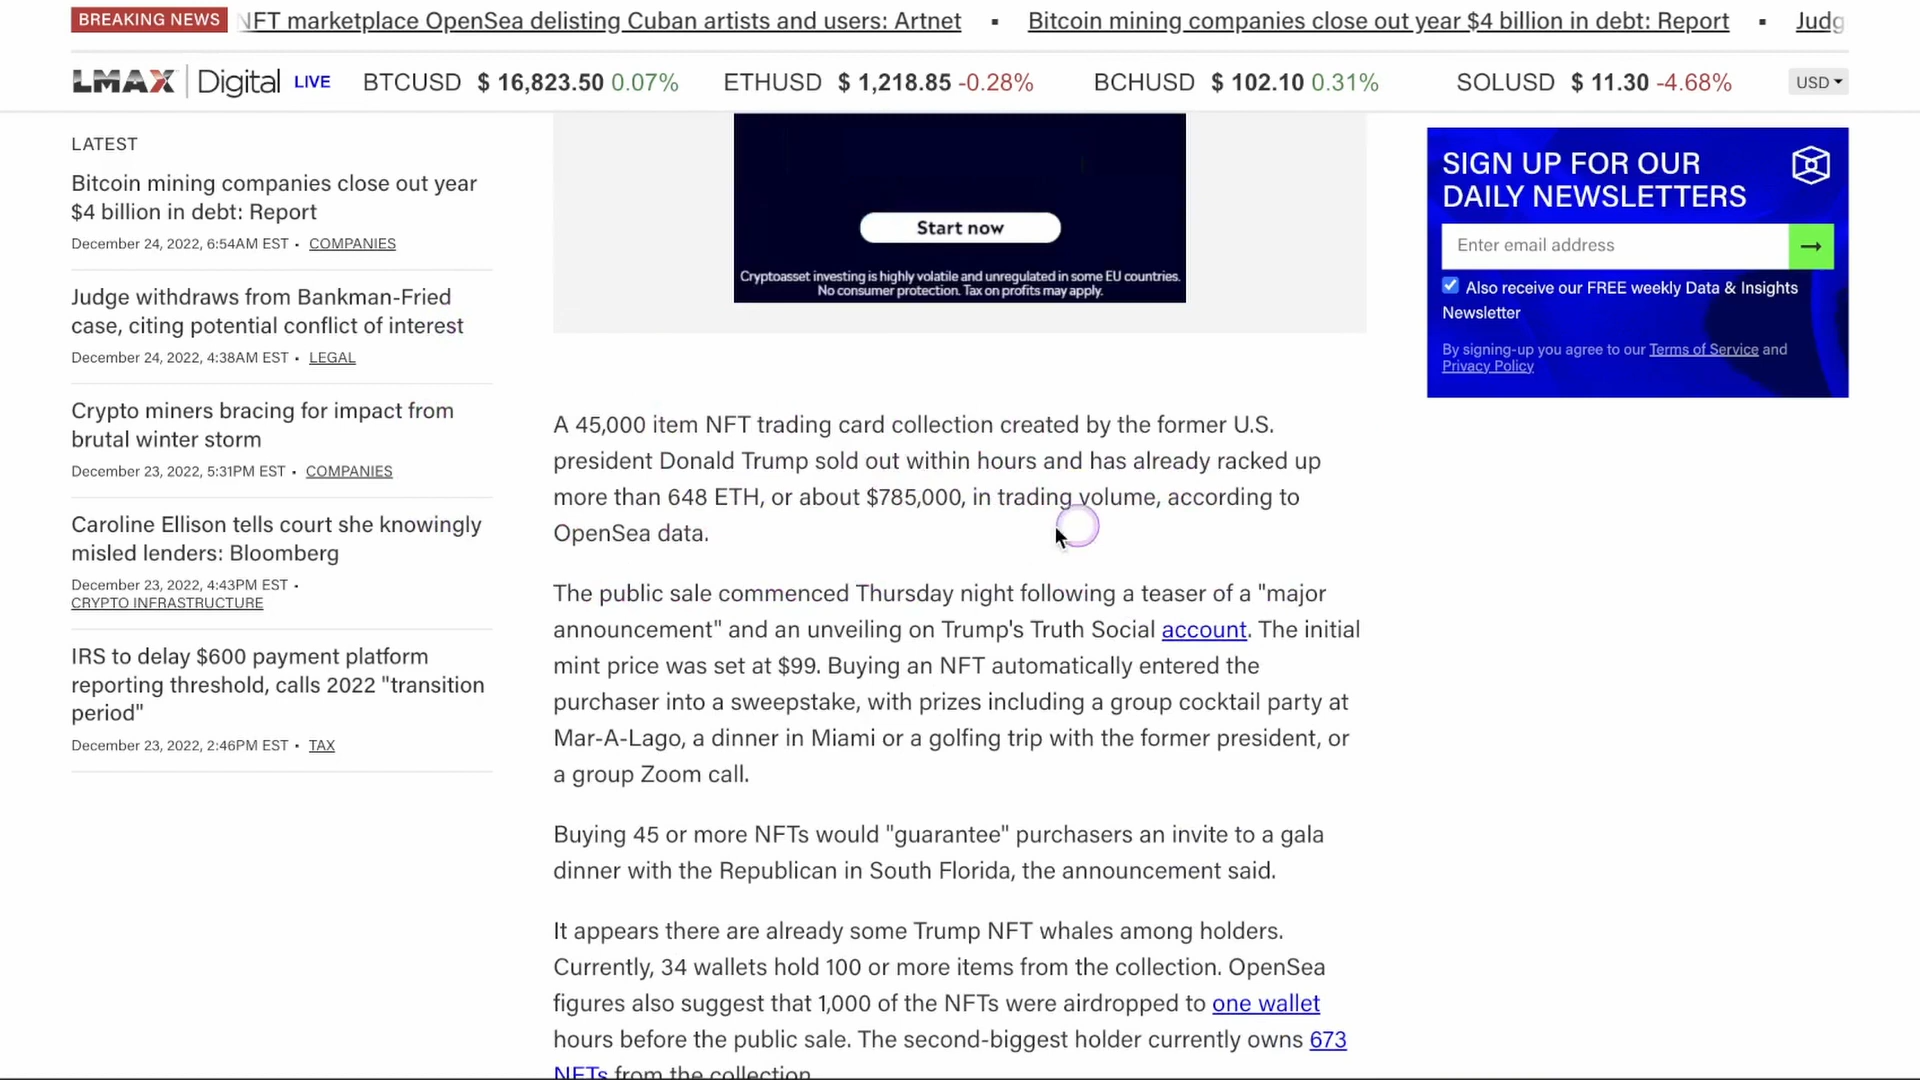 BREAKING NEWS NFT marketplace OpenSea delisting Cuban artists and users: Artnet ▪ Bitcoin mining companies close out year $4 billion in debt: Report ▪ Judg
LMAX Digital LIVE BTCUSD $ 16,823.50 0.07% ETHUSD $ 1,218.85 -0.28% BCHUSD $ 102.10 0.31% SOLUSD $ 11.30 -4.68% USD
LATEST
Bitcoin mining companies close out year
$4 billion in debt: Report
December 24, 2022, 6:54AM EST • COMPANIES
Judge withdraws from Bankman-Fried
case, citing potential conflict of interest
December 24, 2022, 4:38AM EST • LEGAL
Crypto miners bracing for impact from
brutal winter storm
December 23, 2022, 5:31PM EST • COMPANIES
Caroline Ellison tells court she knowingly
misled lenders: Bloomberg
December 23, 2022, 4:43PM EST •
CRYPTO INFRASTRUCTURE
IRS to delay $600 payment platform
reporting threshold, calls 2022 "transition
period"
December 23, 2022, 2:46PM EST • TAX
Start now
Cryptoasset investing is highly volatile and unregulated in some EU countries.
No consumer protection. Tax on profits may apply.
A 45,000 item NFT trading card collection created by the former U.S.
president Donald Trump sold out within hours and has already racked up
more than 648 ETH, or about $785,000, in trading volume, according to
OpenSea data.
The public sale commenced Thursday night following a teaser of a "major
announcement" and an unveiling on Trump's Truth Social account. The initial
mint price was set at $99. Buying an NFT automatically entered the
purchaser into a sweepstake, with prizes including a group cocktail party at
Mar-A-Lago, a dinner in Miami or a golfing trip with the former president, or
a group Zoom call.
Buying 45 or more NFTs would "guarantee" purchasers an invite to a gala
dinner with the Republican in South Florida, the announcement said.
It appears there are already some Trump NFT whales among holders.
Currently, 34 wallets hold 100 or more items from the collection. OpenSea
figures also suggest that 1,000 of the NFTs were airdropped to one wallet
hours before the public sale. The second-biggest holder currently owns 673
NFTs from the collection.
SIGN UP FOR OUR
DAILY NEWSLETTERS
Enter email address
Also receive our FREE weekly Data & Insights
Newsletter
By signing-up you agree to our Terms of Service and
Privacy Policy